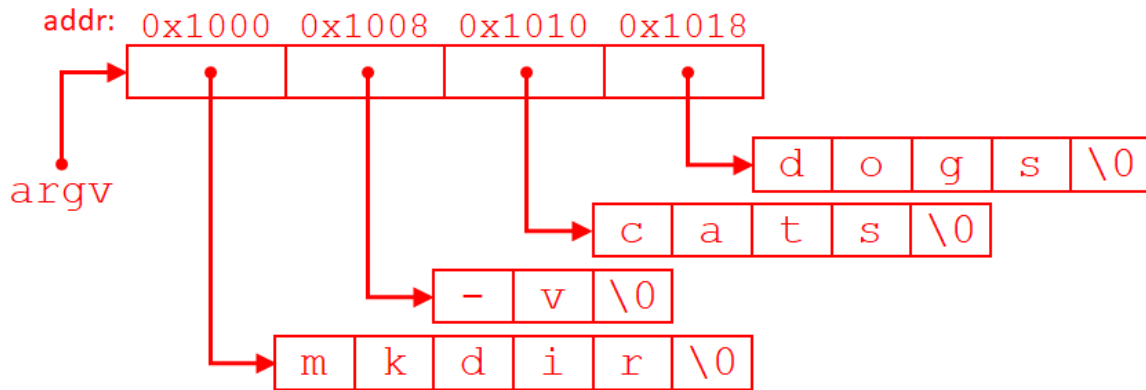 addr: 0x1000 0x1008 0x1010 0x1018
d o g s \0
argv
c a t s \0
- v \0
m k d i r \0